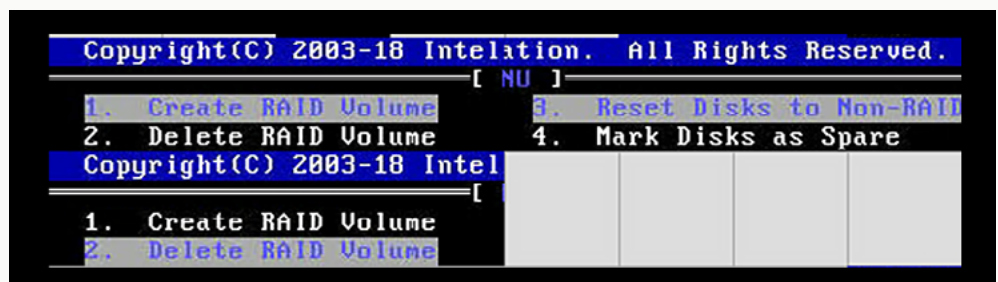 Copyright(C) 2003-18 Intelation. All Rights Reserved.
[ NU ]
1. Create RAID Volume 3. Reset Disks to Non-RAID
2. Delete RAID Volume 4. Mark Disks as Spare
Copyright(C) 2003-18 Intel
[
1. Create RAID Volume
2. Delete RAID Volume